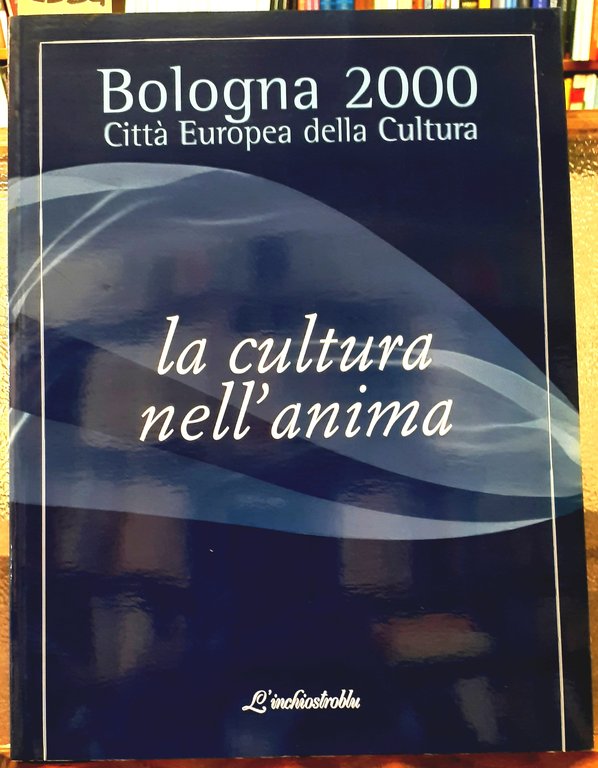 Bologna 2000
Città Europea della Cultura
la cultura
nell'anima
L'inchiostroblu